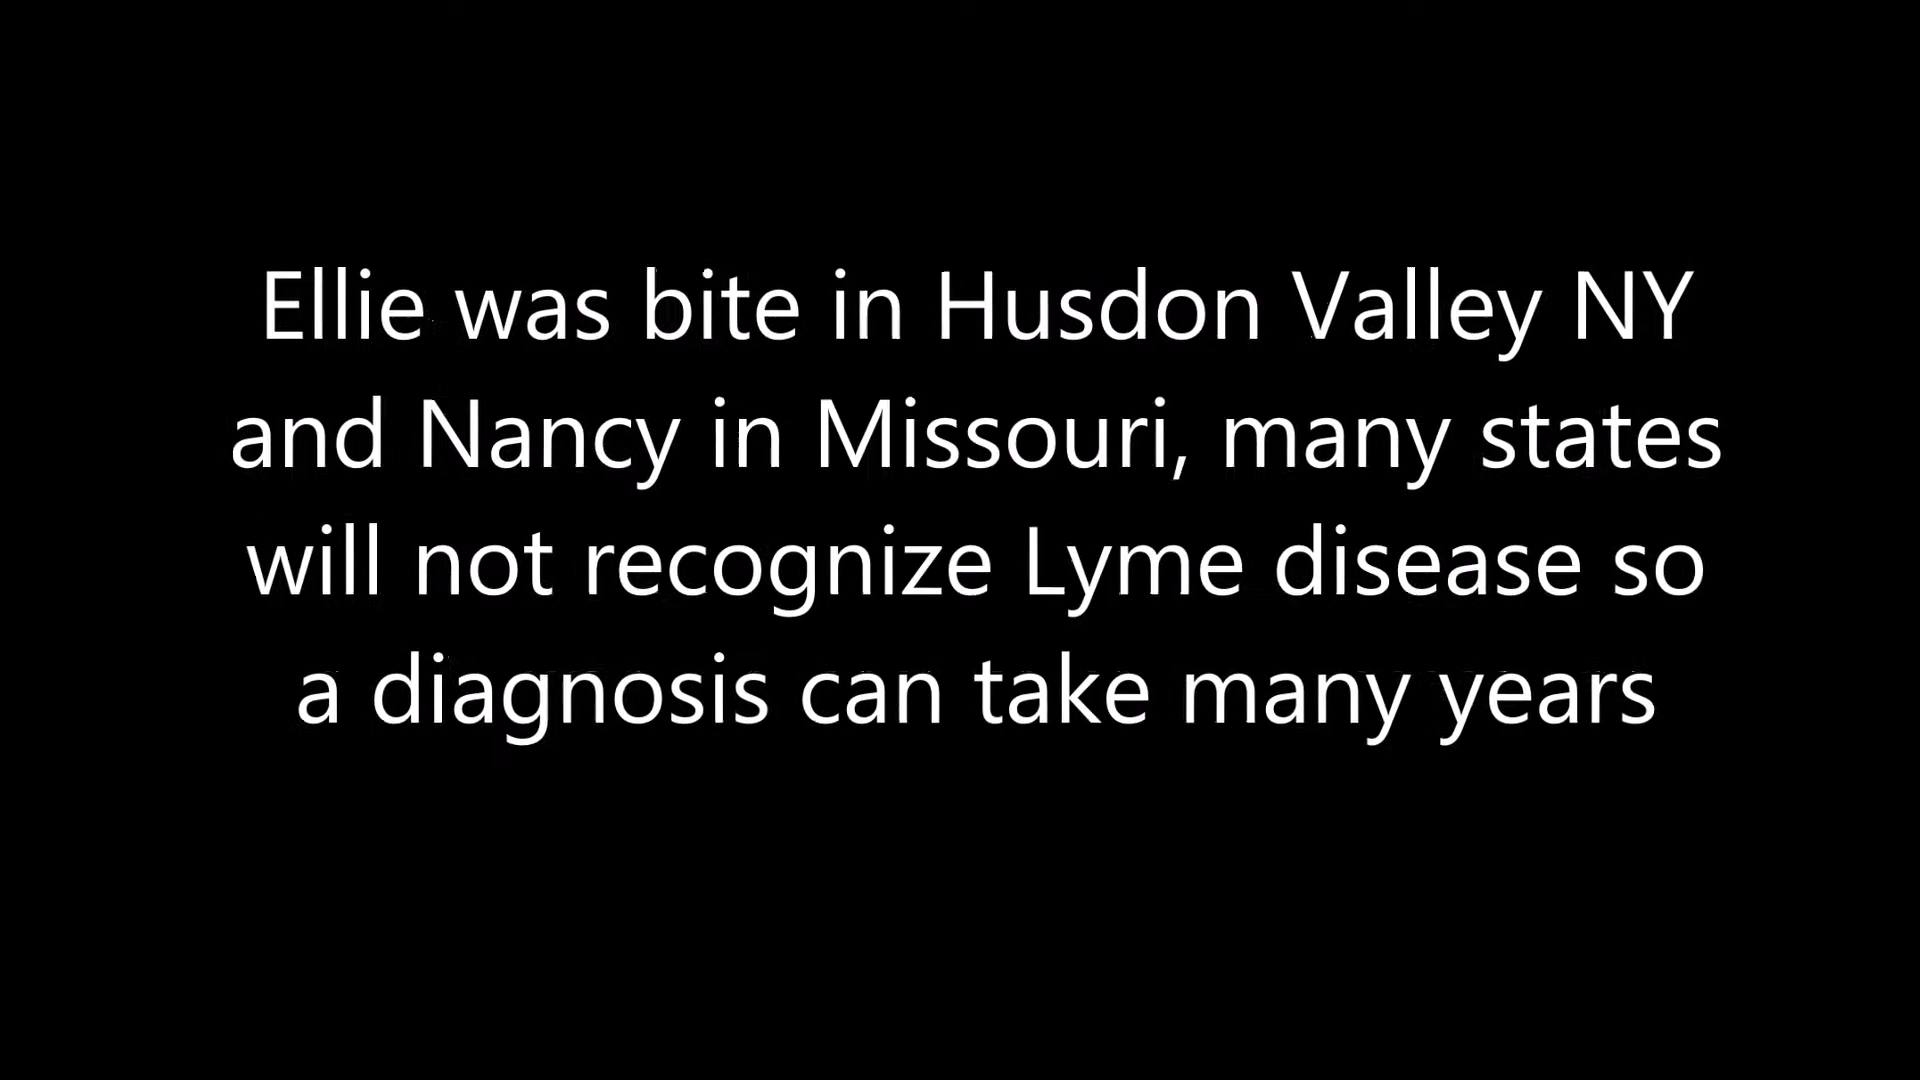 Ellie was bite in Husdon Valley NY
and Nancy in Missouri, many states
will not recognize Lyme disease so
a diagnosis can take many years